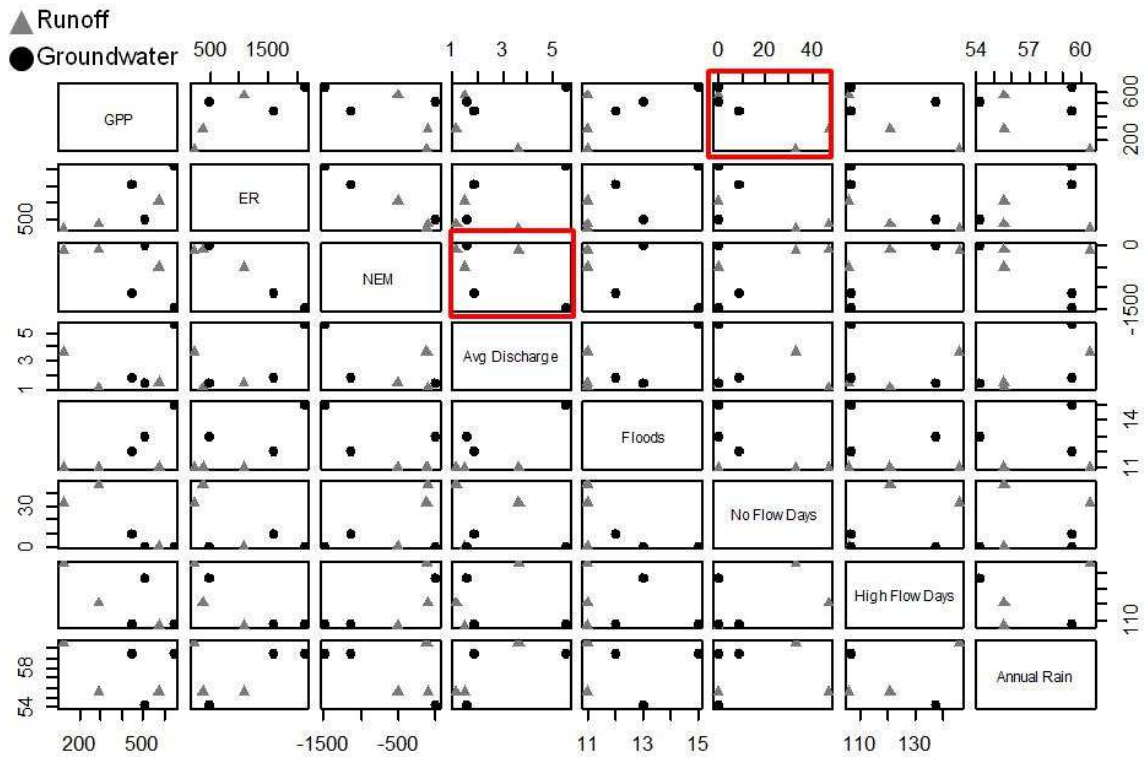 Runoff
Groundwater
500 1500
1 3 5
0 20 40
54 57 60
GPP
200 600
ER
500
NEM
-1500 0
Avg Discharge
1 3 5
Floods
11 14
No Flow Days
0 30
High Flow Days
110
Annual Rain
54 58
200 500
-1500 -500
11 13 15
110 130